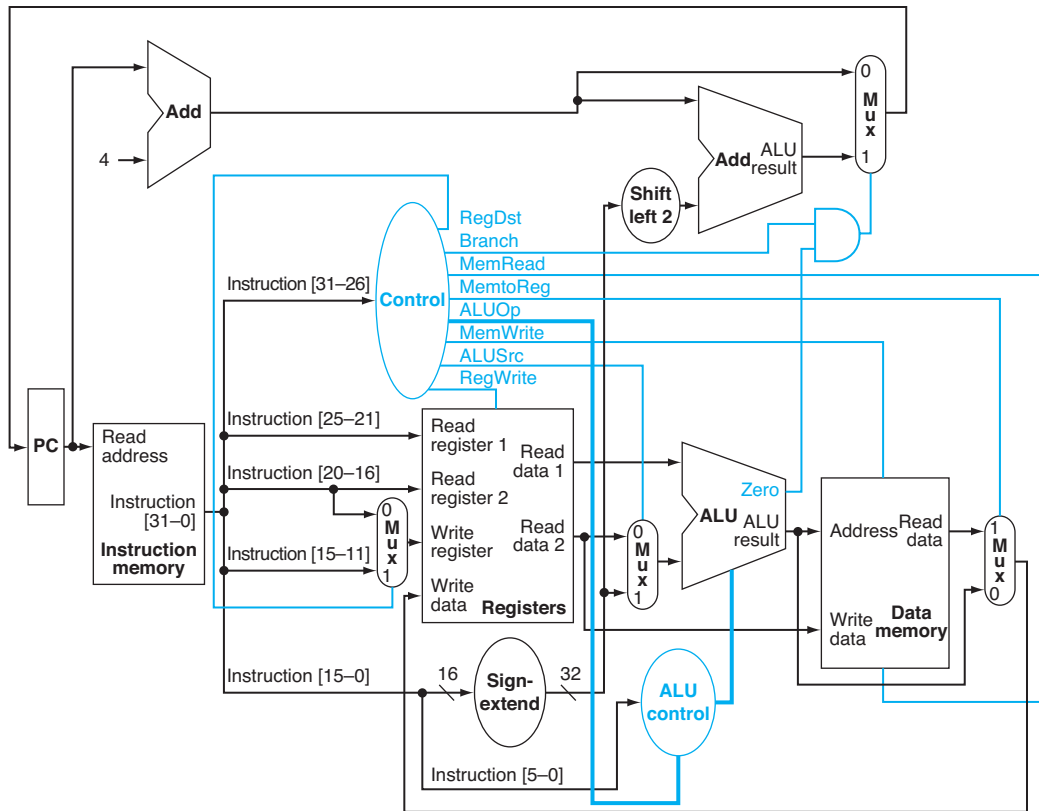 0
Mux
1
Add
4
Add
ALU
result
Shift
left 2
RegDst
Branch
MemRead
MemtoReg
ALUOp
MemWrite
ALUSrc
RegWrite
Instruction [31–26]
Control
PC
Read
address
Instruction
[31–0]
Instruction
memory
Instruction [25–21]
Instruction [20–16]
Instruction [15–11]
0
Mux
1
Read
register 1
Read
register 2
Write
register
Write
data
Read
data 1
Read
data 2
Registers
0
Mux
1
Zero
ALU
ALU
result
Address
Read
data
Write
data
Data
memory
1
Mux
0
Instruction [15–0]
16
Sign-
extend
32
ALU
control
Instruction [5–0]